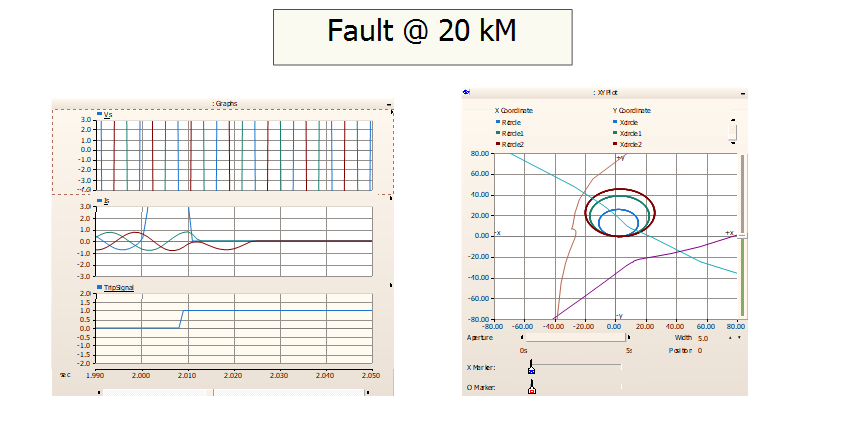 Fault @ 20 kM
: Graphs
Vs
3.0
2.0
1.0
0.0
-1.0
-2.0
-3.0
-4.0
Is
3.0
2.0
1.0
0.0
-1.0
-2.0
-3.0
TripSignal
2.0
1.5
1.0
0.5
0.0
-0.5
-1.0
-1.5
-2.0
sec 1.990 2.000 2.010 2.020 2.030 2.040 2.050
: XY Plot
X Coordinate Y Coordinate
Rcircle Xcircle
Rcircle1 Xcircle1
Rcircle2 Xcircle2
80.00
60.00
40.00
20.00
0.00
-20.00
-40.00
-60.00
-80.00
+y
-x +x
-y
-80.00 -60.00 -40.00 -20.00 0.00 20.00 40.00 60.00 80.00
Aperture Width 5.0
0s 5s Position 0
X Marker:
O Marker: